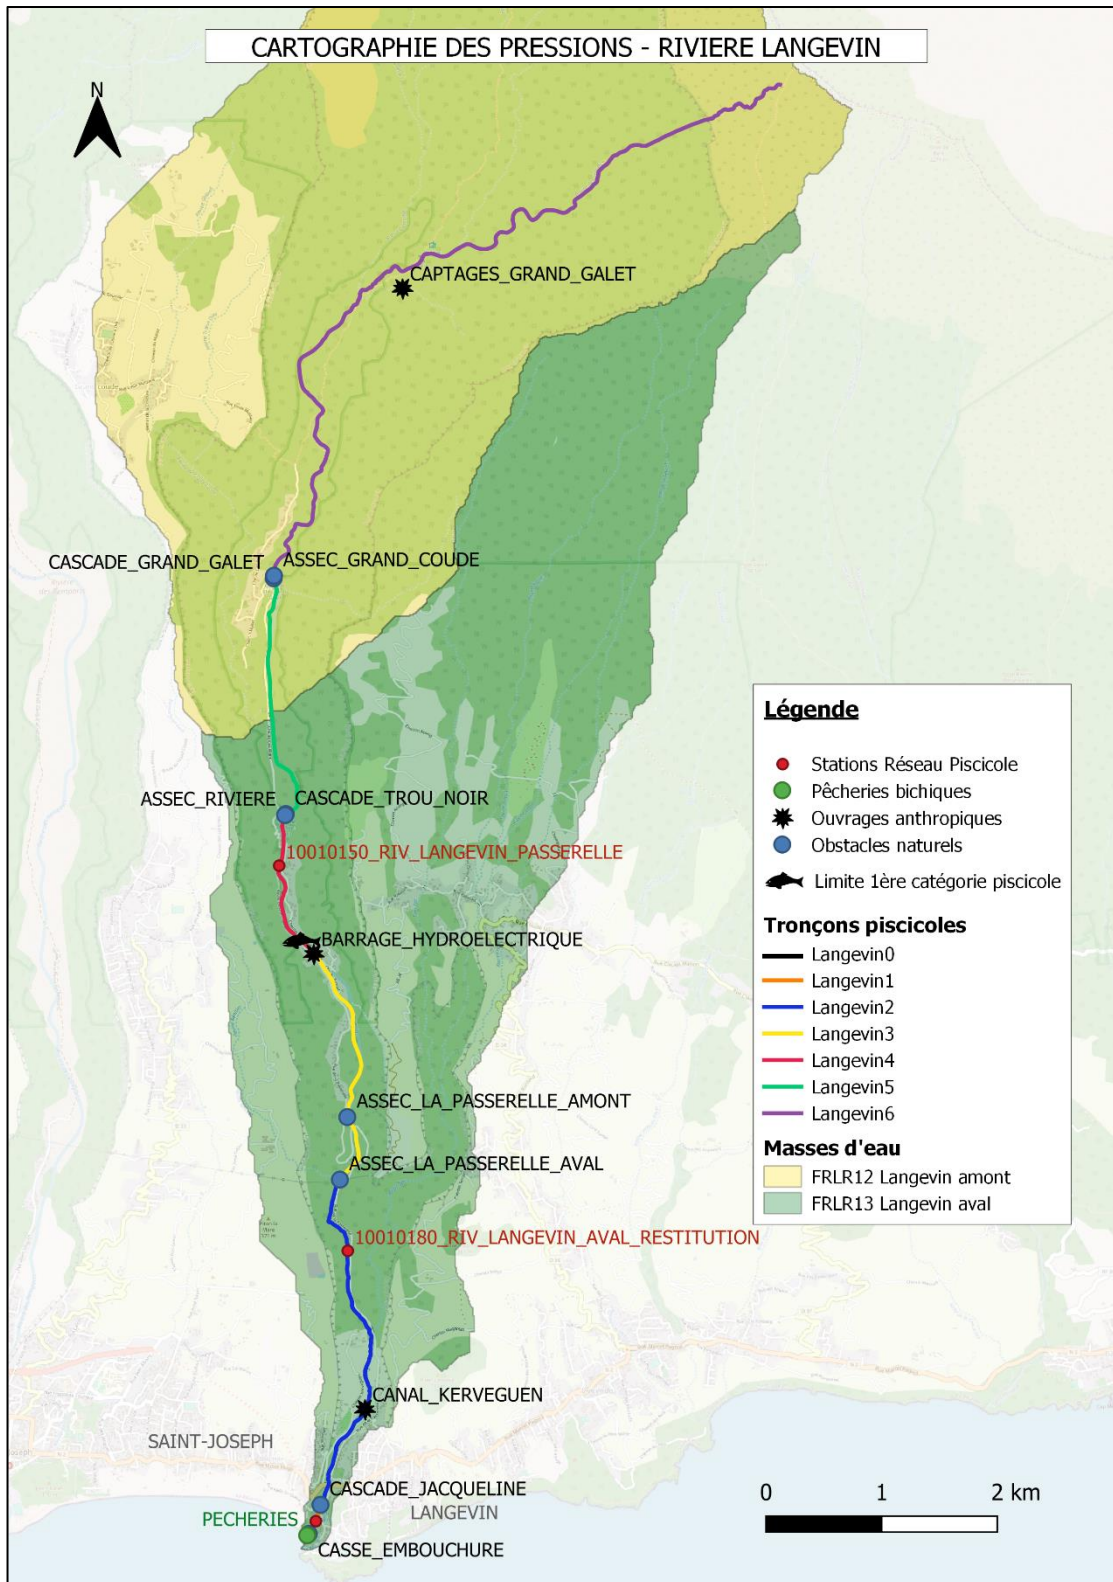 CARTOGRAPHIE DES PRESSIONS - RIVIERE LANGEVIN
N
CAPTAGES_GRAND_GALET
CASCADE_GRAND_GALET
ASSEC_GRAND_COUDE
ASSEC_RIVIERE
CASCADE_TROU_NOIR
10010150_RIV_LANGEVIN_PASSERELLE
BARRAGE_HYDROELECTRIQUE
ASSEC_LA_PASSERELLE_AMONT
ASSEC_LA_PASSERELLE_AVAL
10010180_RIV_LANGEVIN_AVAL_RESTITUTION
CANAL_KERVEGUEN
SAINT-JOSEPH
CASCADE_JACQUELINE
LANGEVIN
PECHERIES
CASSE_EMBOUCHURE
Légende
Stations Réseau Piscicole
Pêcheries bichiques
Ouvrages anthropiques
Obstacles naturels
Limite 1ère catégorie piscicole
Tronçons piscicoles
Langevin0
Langevin1
Langevin2
Langevin3
Langevin4
Langevin5
Langevin6
Masses d'eau
FRLR12 Langevin amont
FRLR13 Langevin aval
0 1 2 km